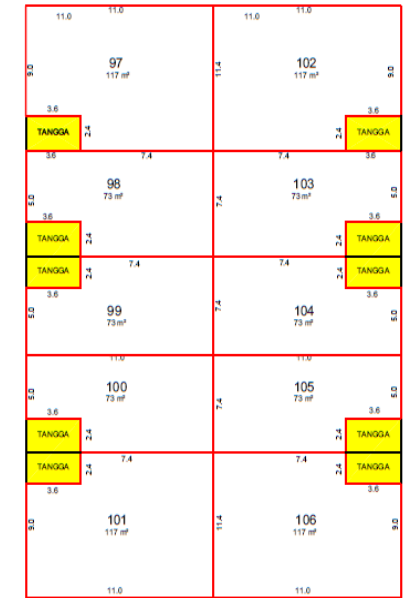 11.0 11.0
11.0
97
117 m²
102
117 m²
9.0
11.4
9.0
3.6
3.6
TANGGA
2.4
2.4
TANGGA
3.6
7.4
7.4
3.6
98
73 m²
103
73 m²
5.0
7.4
5.0
3.6
3.6
TANGGA
2.4
2.4
TANGGA
TANGGA
2.4
7.4
7.4
2.4
TANGGA
3.6
3.6
99
73 m²
104
73 m²
5.0
7.4
5.0
11.0
11.0
100
73 m²
105
73 m²
5.0
7.4
5.0
3.6
3.6
TANGGA
2.4
2.4
TANGGA
TANGGA
2.4
7.4
7.4
2.4
TANGGA
3.6
3.6
101
117 m²
106
117 m²
9.0
11.4
9.0
11.0
11.0